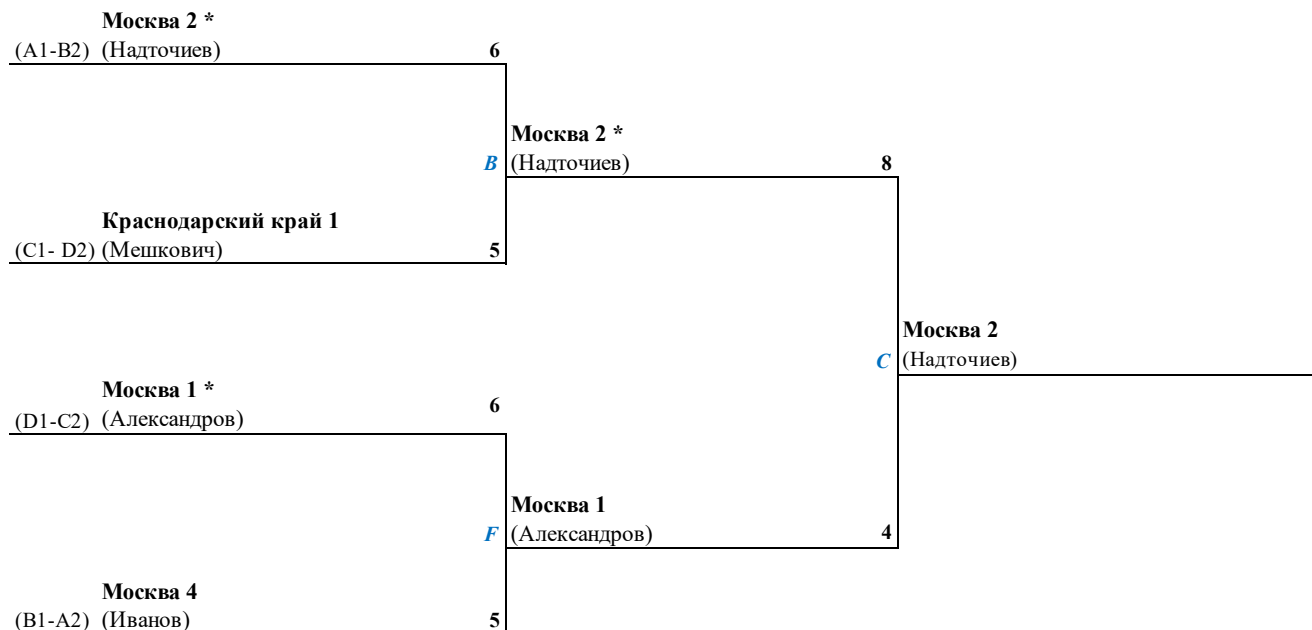 Москва 2 *
(A1-B2) (Надточиев) 6
Москва 2 *
B (Надточиев) 8
Краснодарский край 1
(C1- D2) (Мешкович) 5
Москва 2
C (Надточиев)
Москва 1 *
(D1-C2) (Александров) 6
Москва 1
F (Александров) 4
Москва 4
(B1-A2) (Иванов) 5